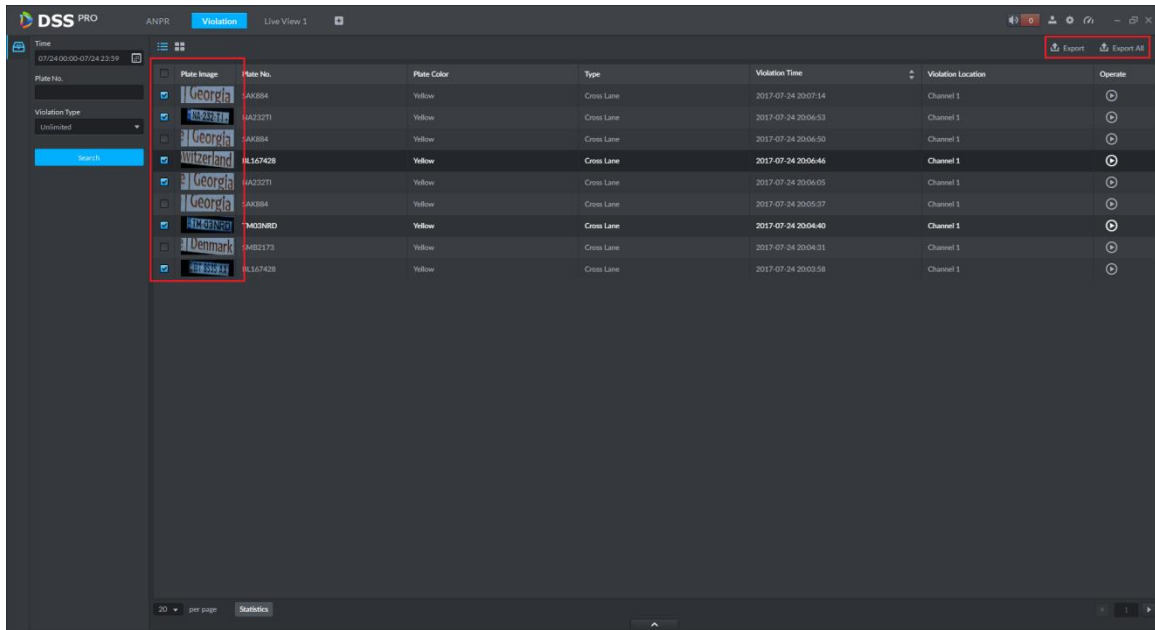 DSS PRO ANPR Violation Live View 1 0
Time
07/24 00:00-07/24 23:59
Plate No.
Violation Type
Unlimited
Search
Export Export All
Plate Image Plate No. Plate Color Type Violation Time Violation Location Operate
Georgia SAK884 Yellow Cross Lane 2017-07-24 20:07:14 Channel 1
NA232TI Yellow Cross Lane 2017-07-24 20:06:53 Channel 1
Georgia SAK884 Yellow Cross Lane 2017-07-24 20:06:50 Channel 1
witzerland BL167428 Yellow Cross Lane 2017-07-24 20:06:46 Channel 1
Georgia NA232TI Yellow Cross Lane 2017-07-24 20:06:05 Channel 1
Georgia SAK884 Yellow Cross Lane 2017-07-24 20:05:37 Channel 1
TM 03NRD TM03NRD Yellow Cross Lane 2017-07-24 20:04:40 Channel 1
Denmark SMB2173 Yellow Cross Lane 2017-07-24 20:04:31 Channel 1
BL167428 Yellow Cross Lane 2017-07-24 20:03:58 Channel 1
20 per page Statistics 1